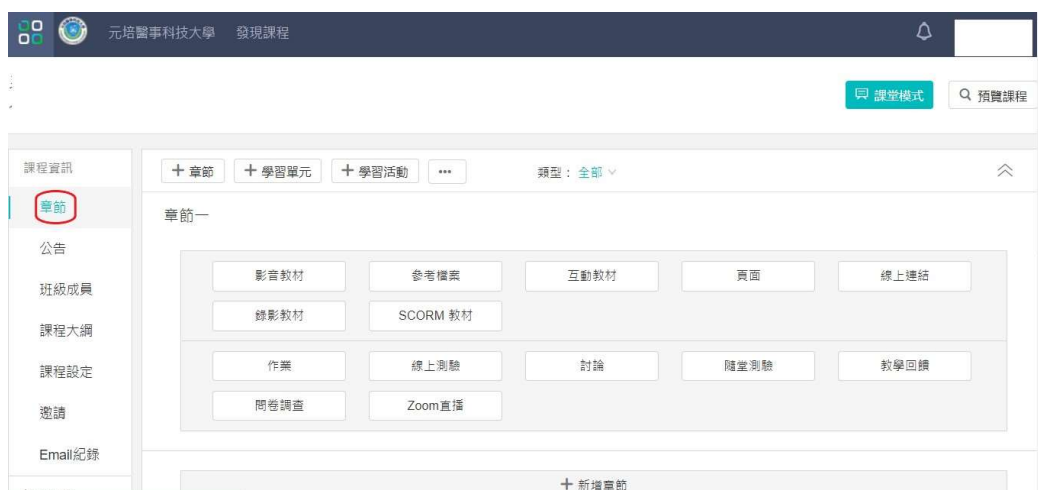 元培醫事科技大學 發現課程
課堂模式 預覽課程
課程資訊
章節
公告
班級成員
課程大綱
課程設定
邀請
Email紀錄
+ 章節 + 學習單元 + 學習活動 ••• 類型： 全部
章節一
影音教材 參考檔案 互動教材 頁面 線上連結
錄影教材 SCORM 教材
作業 線上測驗 討論 隨堂測驗 教學回饋
問卷調查 Zoom直播
+ 新增章節